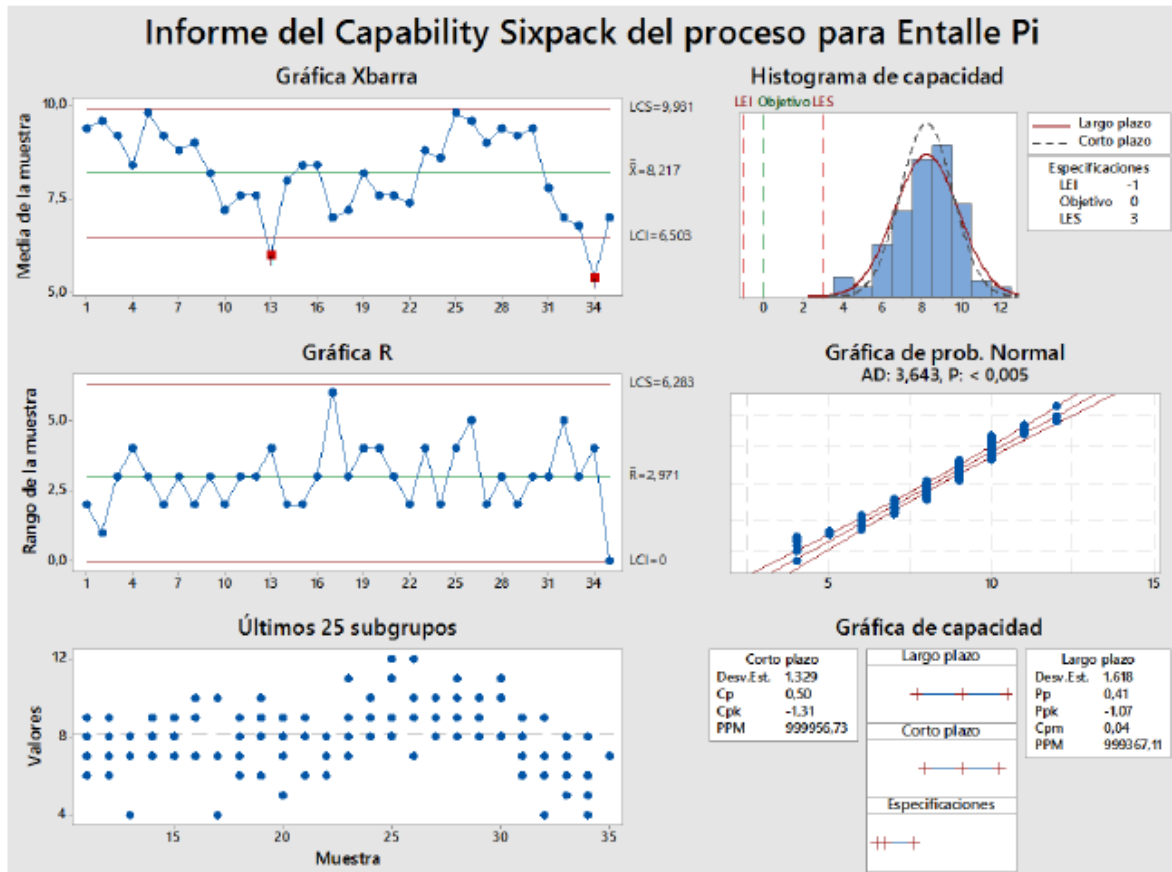 Informe del Capability Sixpack del proceso para Entalle Pi
Gráfica Xbarra
Media de la muestra
10,0
7,5
5,0
1 4 7 10 13 16 19 22 25 28 31 34
LCS=9,931
X̿=8,217
LCI=6,503
Histograma de capacidad
LEI Objetivo LES
0 2 4 6 8 10 12
Largo plazo
Corto plazo
Especificaciones
LEI -1
Objetivo 0
LES 3
Gráfica R
Rango de la muestra
5,0
2,5
0,0
1 4 7 10 13 16 19 22 25 28 31 34
LCS=6,283
R̅=2,971
LCI=0
Gráfica de prob. Normal
AD: 3,643, P: < 0,005
5 10 15
Últimos 25 subgrupos
Valores
12
8
4
15 20 25 30 35
Muestra
Gráfica de capacidad
Corto plazo
Desv.Est. 1,329
Cp 0,50
Cpk -1,31
PPM 999956,73
Largo plazo
Corto plazo
Especificaciones
Largo plazo
Desv.Est. 1,618
Pp 0,41
Ppk -1,07
Cpm 0,04
PPM 999367,11